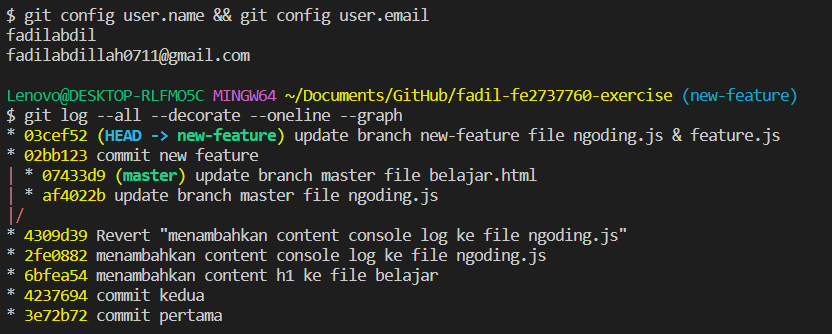 $ git config user.name && git config user.email
fadilabdil
fadilabdillah0711@gmail.com
Lenovo@DESKTOP-RLFMO5C MINGW64 ~/Documents/GitHub/fadil-fe2737760-exercise (new-feature)
$ git log --all --decorate --oneline --graph
* 03cef52 (HEAD -> new-feature) update branch new-feature file ngoding.js & feature.js
* 02bb123 commit new feature
| * 07433d9 (master) update branch master file belajar.html
| * af4022b update branch master file ngoding.js
|/
* 4309d39 Revert "menambahkan content console log ke file ngoding.js"
* 2fe0882 menambahkan content console log ke file ngoding.js
* 6bfea54 menambahkan content h1 ke file belajar
* 4237694 commit kedua
* 3e72b72 commit pertama